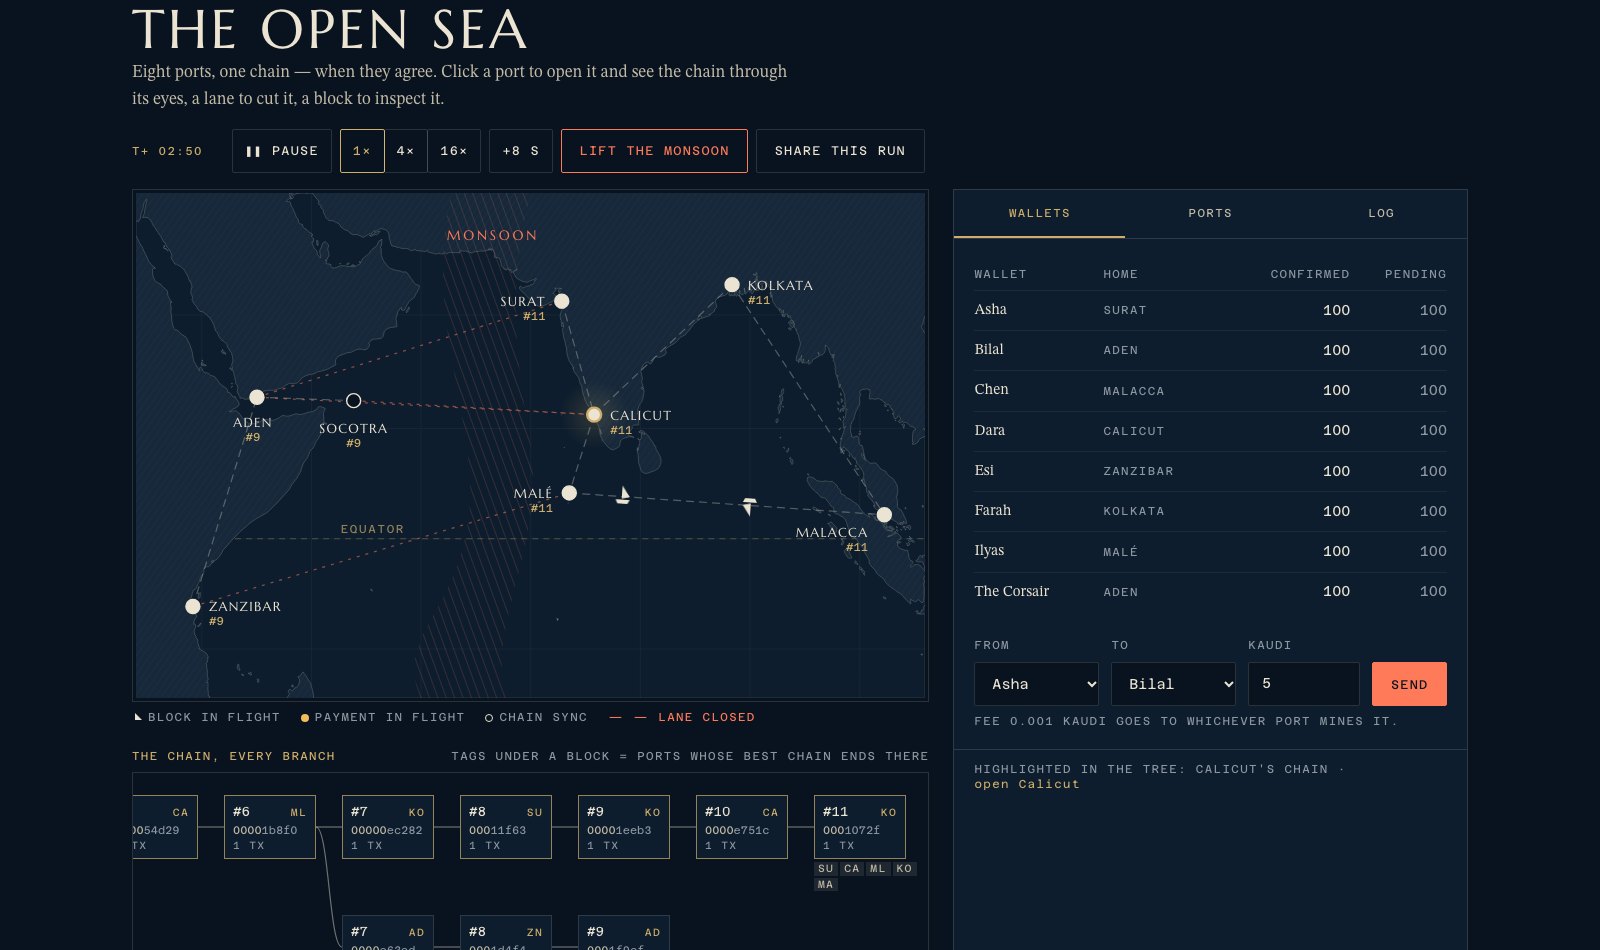 THE OPEN SEA
Eight ports, one chain — when they agree. Click a port to open it and see the chain through
its eyes, a lane to cut it, a block to inspect it.
T+ 02:50
PAUSE
1×
4×
16×
+8 S
LIFT THE MONSOON
SHARE THIS RUN
MONSOON
SURAT
#11
KOLKATA
#11
ADEN
#9
SOCOTRA
#9
CALICUT
#11
MALÉ
#11
EQUATOR
MALACCA
#11
ZANZIBAR
#9
BLOCK IN FLIGHT
PAYMENT IN FLIGHT
CHAIN SYNC
LANE CLOSED
THE CHAIN, EVERY BRANCH
TAGS UNDER A BLOCK = PORTS WHOSE BEST CHAIN ENDS THERE
CA
54d29
TX
#6 ML
00001b8f0
1 TX
#7 KO
00000ec282
1 TX
#8 SU
00011f63
1 TX
#9 KO
00001eeb3
1 TX
#10 CA
0000e751c
1 TX
#11 KO
0001072f
1 TX
SU CA ML KO
MA
#7 AD
#8 ZN
#9 AD
WALLETS
PORTS
LOG
WALLET HOME CONFIRMED PENDING
Asha SURAT 100 100
Bilal ADEN 100 100
Chen MALACCA 100 100
Dara CALICUT 100 100
Esi ZANZIBAR 100 100
Farah KOLKATA 100 100
Ilyas MALÉ 100 100
The Corsair ADEN 100 100
FROM TO KAUDI
Asha Bilal 5 SEND
FEE 0.001 KAUDI GOES TO WHICHEVER PORT MINES IT.
HIGHLIGHTED IN THE TREE: CALICUT'S CHAIN ·
open Calicut